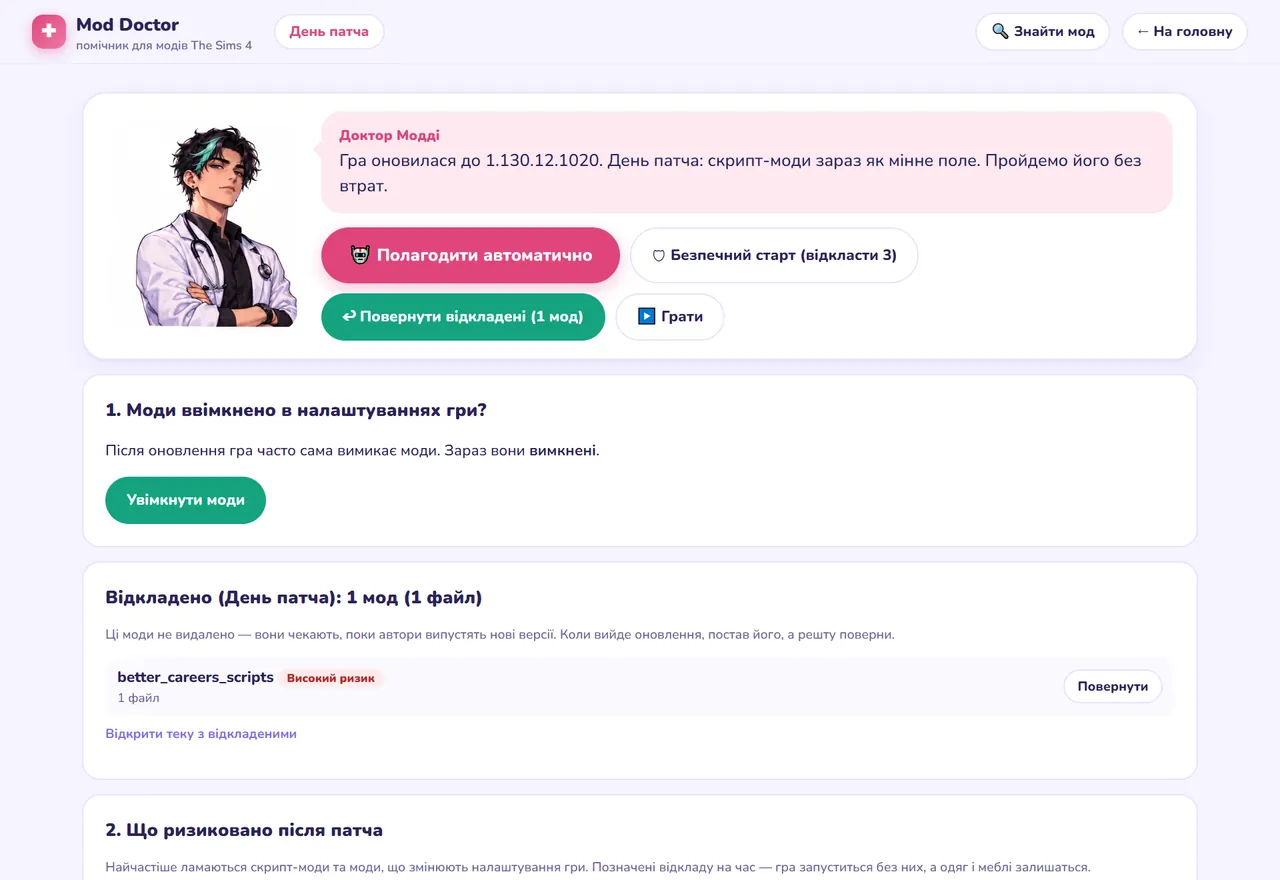 Mod Doctor
помічник для модів The Sims 4
День патча
🔍 Знайти мод
← На головну
Доктор Модді
Гра оновилася до 1.130.12.1020. День патча: скрипт-моди зараз як мінне поле. Пройдемо його без
втрат.
🤖 Полагодити автоматично
🛡 Безпечний старт (відкласти 3)
↩ Повернути відкладені (1 мод)
▶ Грати
1. Моди ввімкнено в налаштуваннях гри?
Після оновлення гра часто сама вимикає моди. Зараз вони вимкнені.
Увімкнути моди
Відкладено (День патча): 1 мод (1 файл)
Ці моди не видалено — вони чекають, поки автори випустять нові версії. Коли вийде оновлення, постав його, а решту поверни.
better_careers_scripts Високий ризик
1 файл
Повернути
Відкрити теку з відкладеними
2. Що ризиковано після патча
Найчастіше ламаються скрипт-моди та моди, що змінюють налаштування гри. Позначені відкладу на час — гра запуститься без них, а одяг і меблі залишаться.